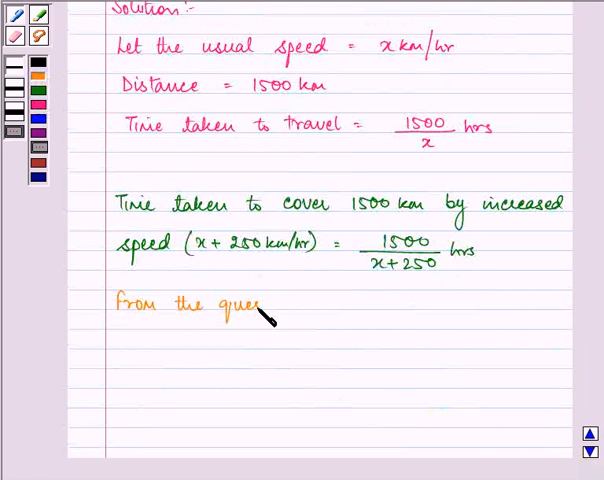 Solution:-
Let the usual speed = x km/hr
Distance = 1500 km
Time taken to travel = 1500/x hrs
Time taken to cover 1500 km by increased
speed (x + 250 km/hr) = 1500/x+250 hrs
From the ques